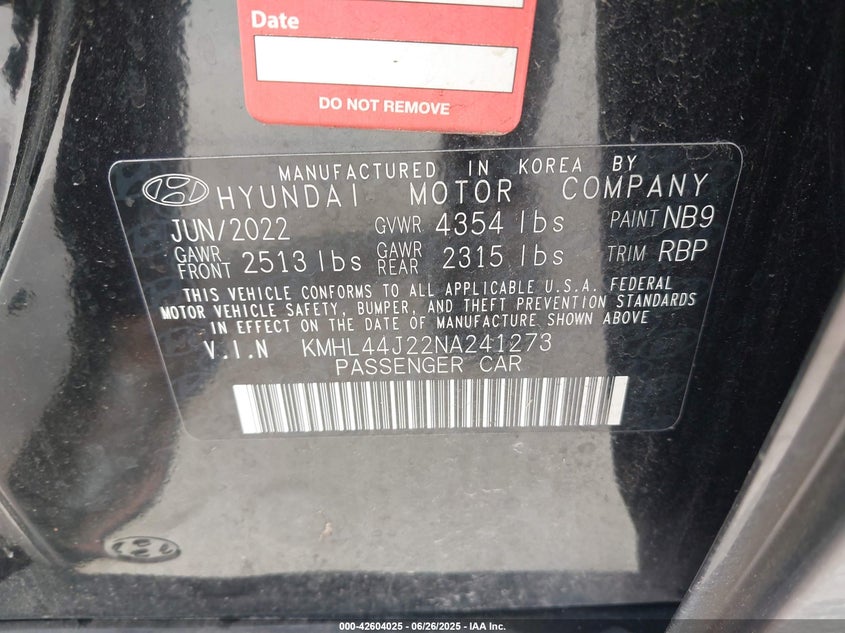 Date
DO NOT REMOVE
MANUFACTURED IN KOREA BY
HYUNDAI MOTOR COMPANY
JUN/2022 GVWR 4354 lbs PAINT NB9
GAWR FRONT 2513 lbs GAWR REAR 2315 lbs TRIM RBP
THIS VEHICLE CONFORMS TO ALL APPLICABLE U.S.A. FEDERAL
MOTOR VEHICLE SAFETY, BUMPER, AND THEFT PREVENTION STANDARDS
IN EFFECT ON THE DATE OF MANUFACTURE SHOWN ABOVE
V.I.N KMHL44J22NA241273
PASSENGER CAR
000-42604025 - 06/26/2025 - IAA Inc.